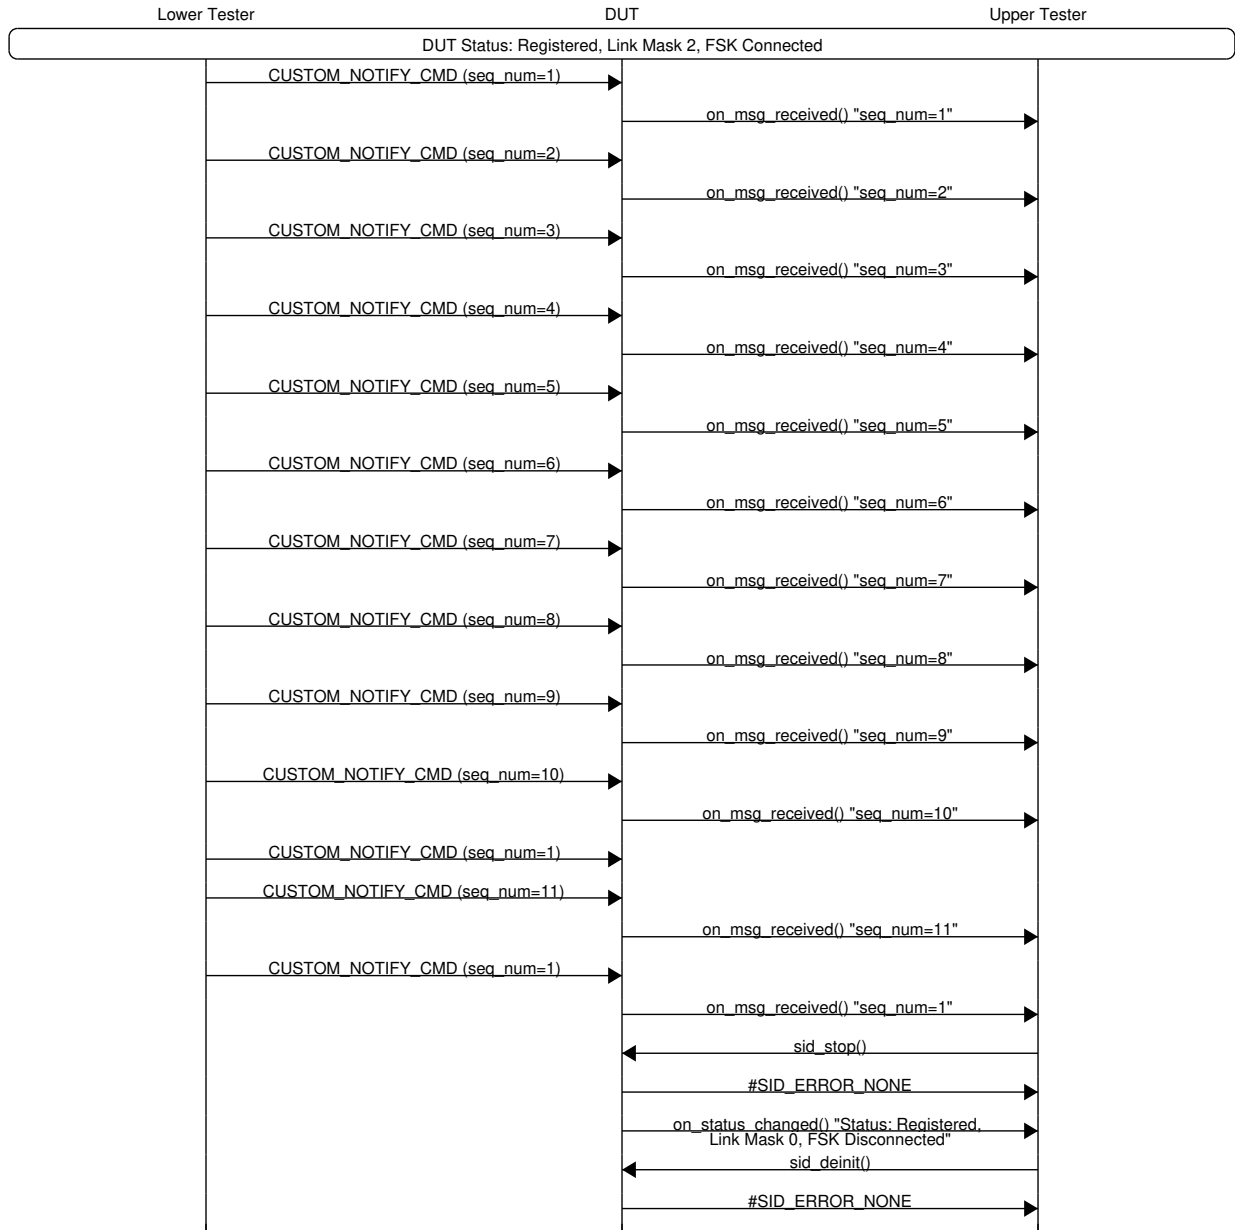 Lower Tester DUT Upper Tester
DUT Status: Registered, Link Mask 2, FSK Connected
CUSTOM_NOTIFY_CMD (seq_num=1)
on_msg_received() "seq_num=1"
CUSTOM_NOTIFY_CMD (seq_num=2)
on_msg_received() "seq_num=2"
CUSTOM_NOTIFY_CMD (seq_num=3)
on_msg_received() "seq_num=3"
CUSTOM_NOTIFY_CMD (seq_num=4)
on_msg_received() "seq_num=4"
CUSTOM_NOTIFY_CMD (seq_num=5)
on_msg_received() "seq_num=5"
CUSTOM_NOTIFY_CMD (seq_num=6)
on_msg_received() "seq_num=6"
CUSTOM_NOTIFY_CMD (seq_num=7)
on_msg_received() "seq_num=7"
CUSTOM_NOTIFY_CMD (seq_num=8)
on_msg_received() "seq_num=8"
CUSTOM_NOTIFY_CMD (seq_num=9)
on_msg_received() "seq_num=9"
CUSTOM_NOTIFY_CMD (seq_num=10)
on_msg_received() "seq_num=10"
CUSTOM_NOTIFY_CMD (seq_num=1)
CUSTOM_NOTIFY_CMD (seq_num=11)
on_msg_received() "seq_num=11"
CUSTOM_NOTIFY_CMD (seq_num=1)
on_msg_received() "seq_num=1"
sid_stop()
#SID_ERROR_NONE
on_status_changed() "Status: Registered,
Link Mask 0, FSK Disconnected"
sid_deinit()
#SID_ERROR_NONE